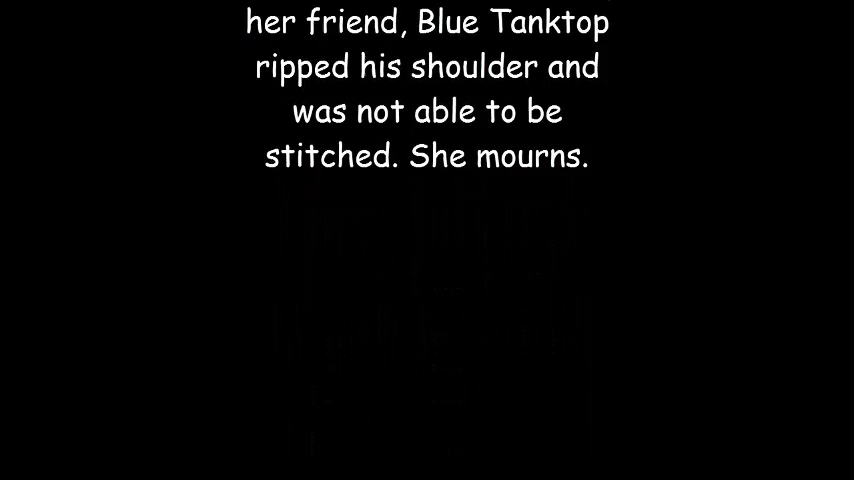 her friend, Blue Tanktop
ripped his shoulder and
was not able to be
stitched. She mourns.